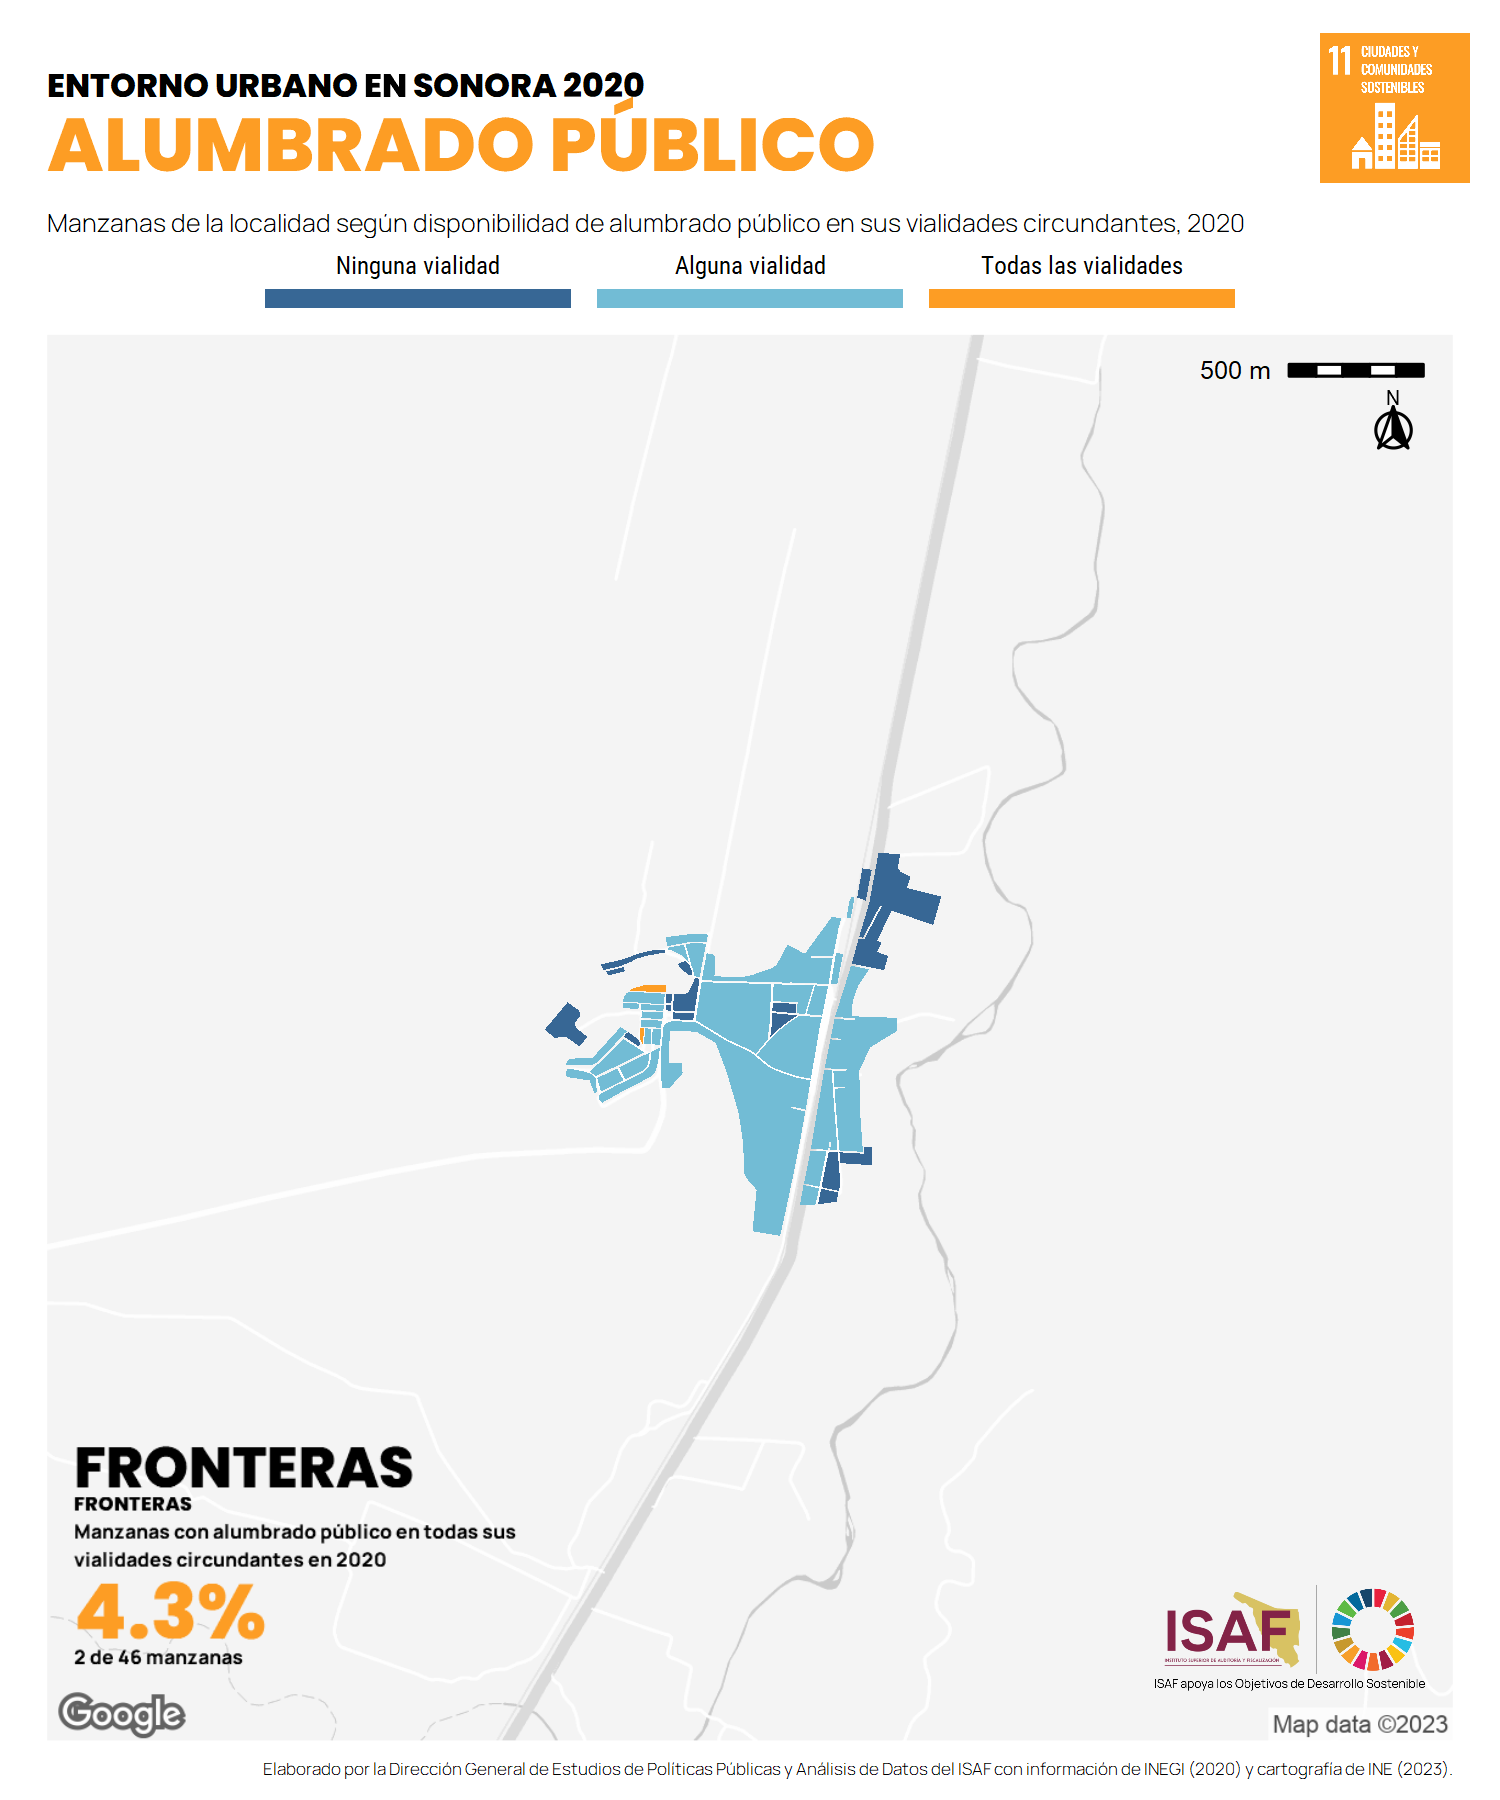 ENTORNO URBANO EN SONORA 2020
ALUMBRADO PÚBLICO
11 CIUDADES Y
COMUNIDADES
SOSTENIBLES
Manzanas de la localidad según disponibilidad de alumbrado público en sus vialidades circundantes, 2020
Ninguna vialidad
Alguna vialidad
Todas las vialidades
500 m
N
FRONTERAS
FRONTERAS
Manzanas con alumbrado público en todas sus
vialidades circundantes en 2020
4.3%
2 de 46 manzanas
ISAF
INSTITUTO SUPERIOR DE AUDITORÍA Y FISCALIZACIÓN
ISAF apoya los Objetivos de Desarrollo Sostenible
Google
Map data ©2023
Elaborado por la Dirección General de Estudios de Políticas Públicas y Análisis de Datos del ISAF con información de INEGI (2020) y cartografía de INE (2023).